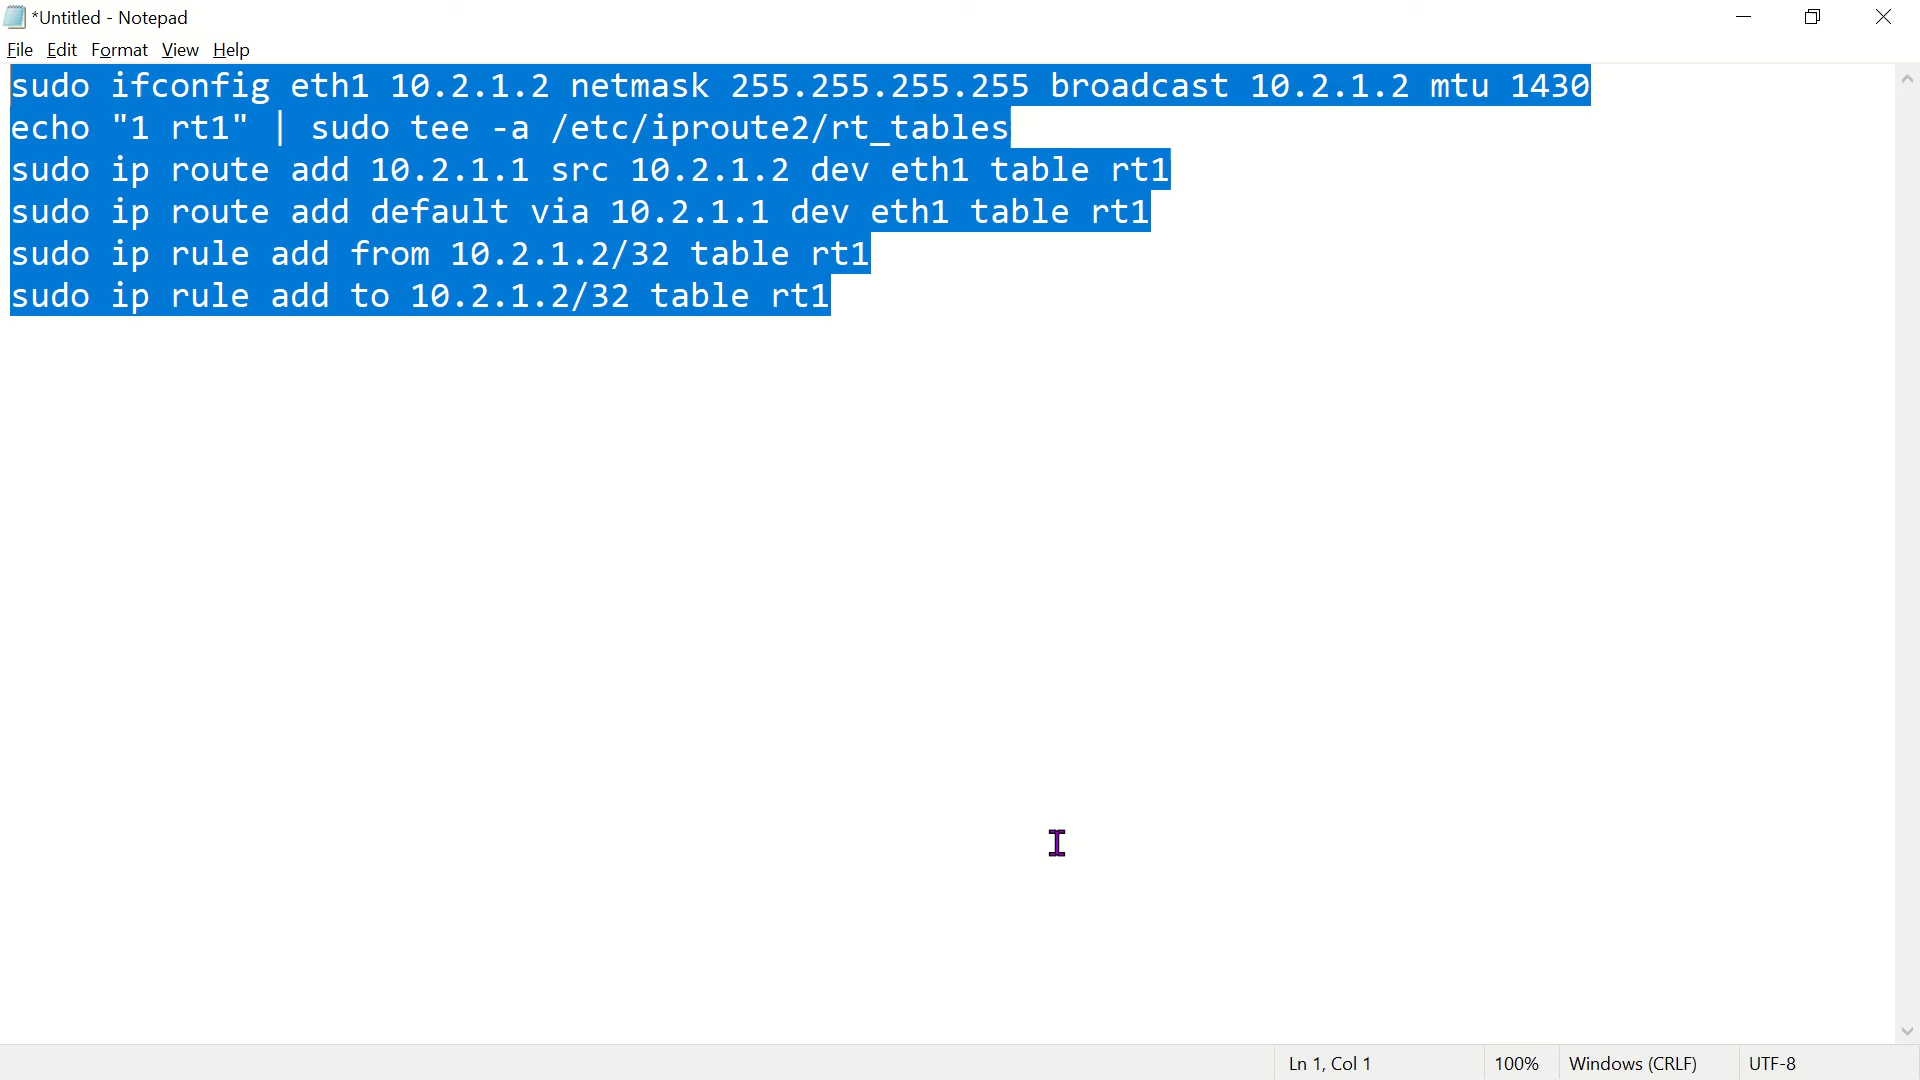 *Untitled - Notepad
File Edit Format View Help
sudo ifconfig eth1 10.2.1.2 netmask 255.255.255.255 broadcast 10.2.1.2 mtu 1430
echo "1 rt1" | sudo tee -a /etc/iproute2/rt_tables
sudo ip route add 10.2.1.1 src 10.2.1.2 dev eth1 table rt1
sudo ip route add default via 10.2.1.1 dev eth1 table rt1
sudo ip rule add from 10.2.1.2/32 table rt1
sudo ip rule add to 10.2.1.2/32 table rt1
Ln 1, Col 1 100% Windows (CRLF) UTF-8